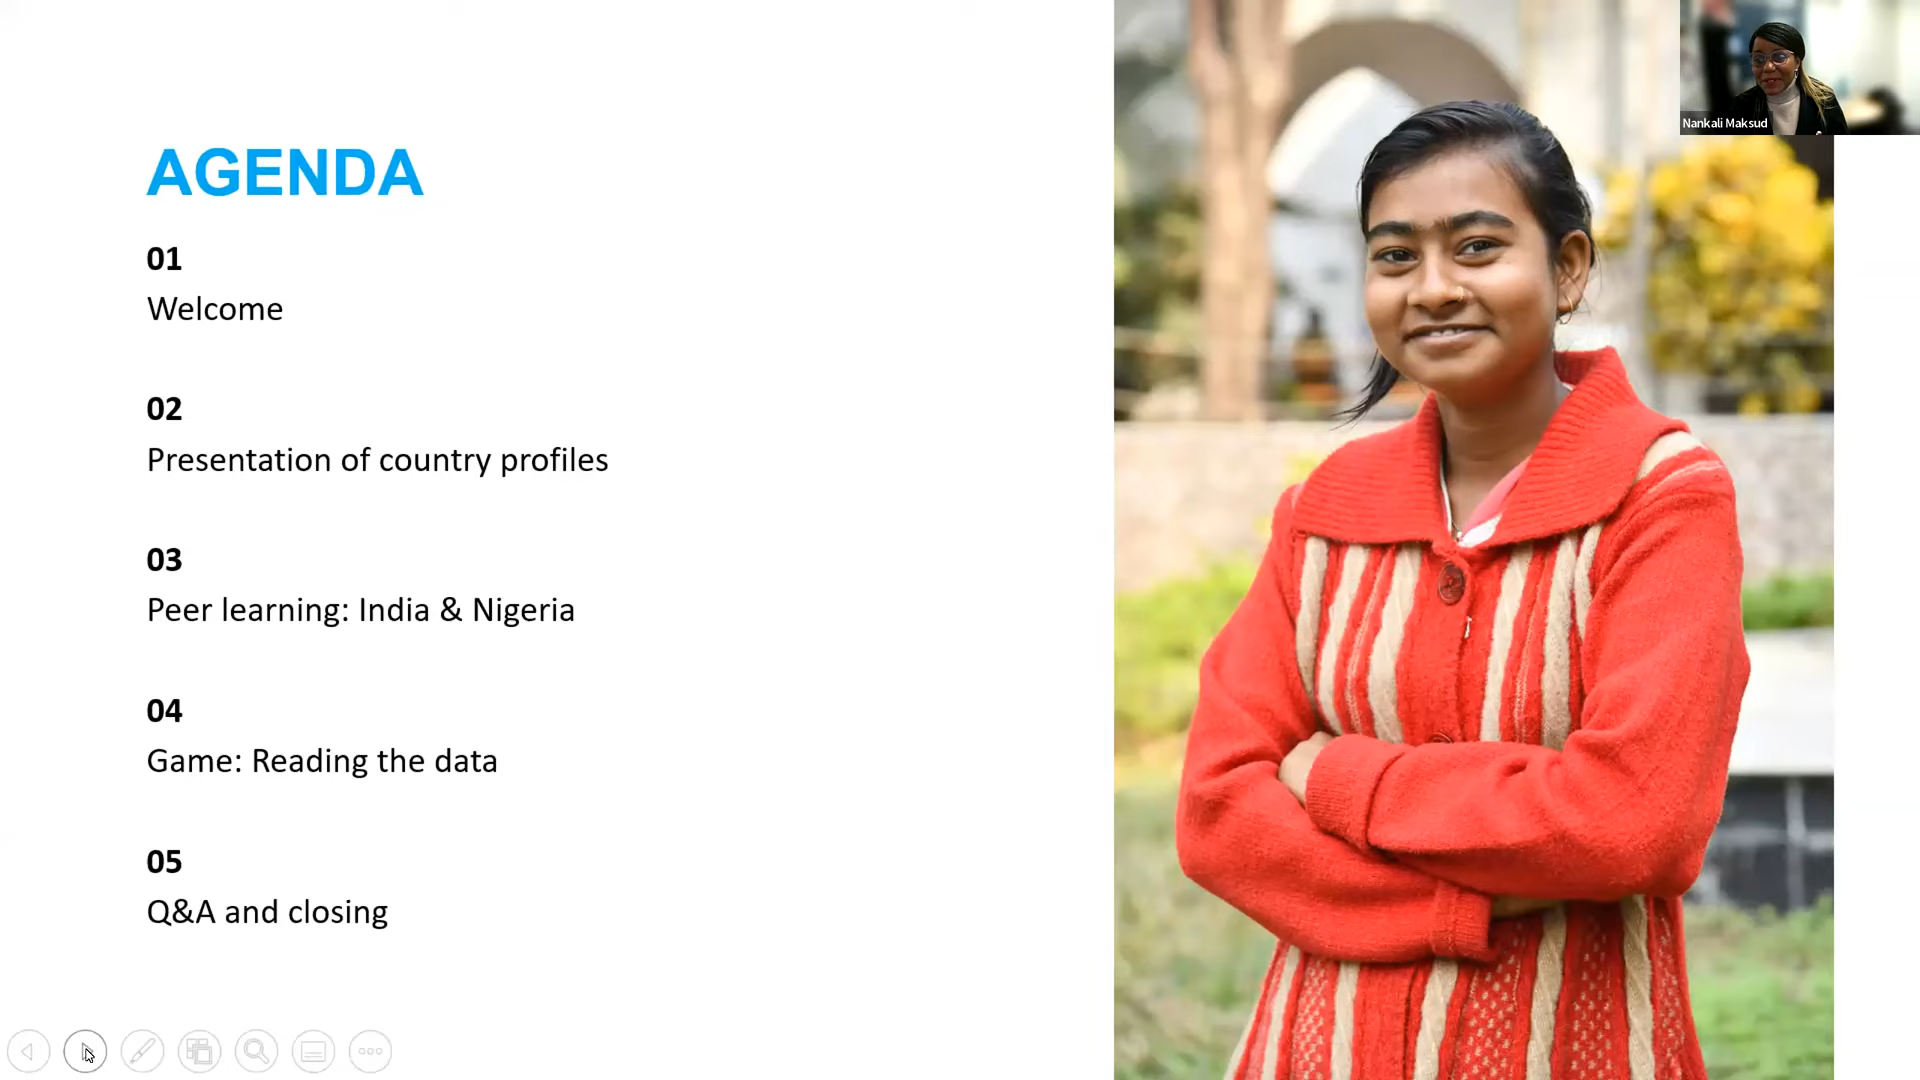 AGENDA
01
Welcome
02
Presentation of country profiles
03
Peer learning: India & Nigeria
04
Game: Reading the data
05
Q&A and closing
Nankali Maksud